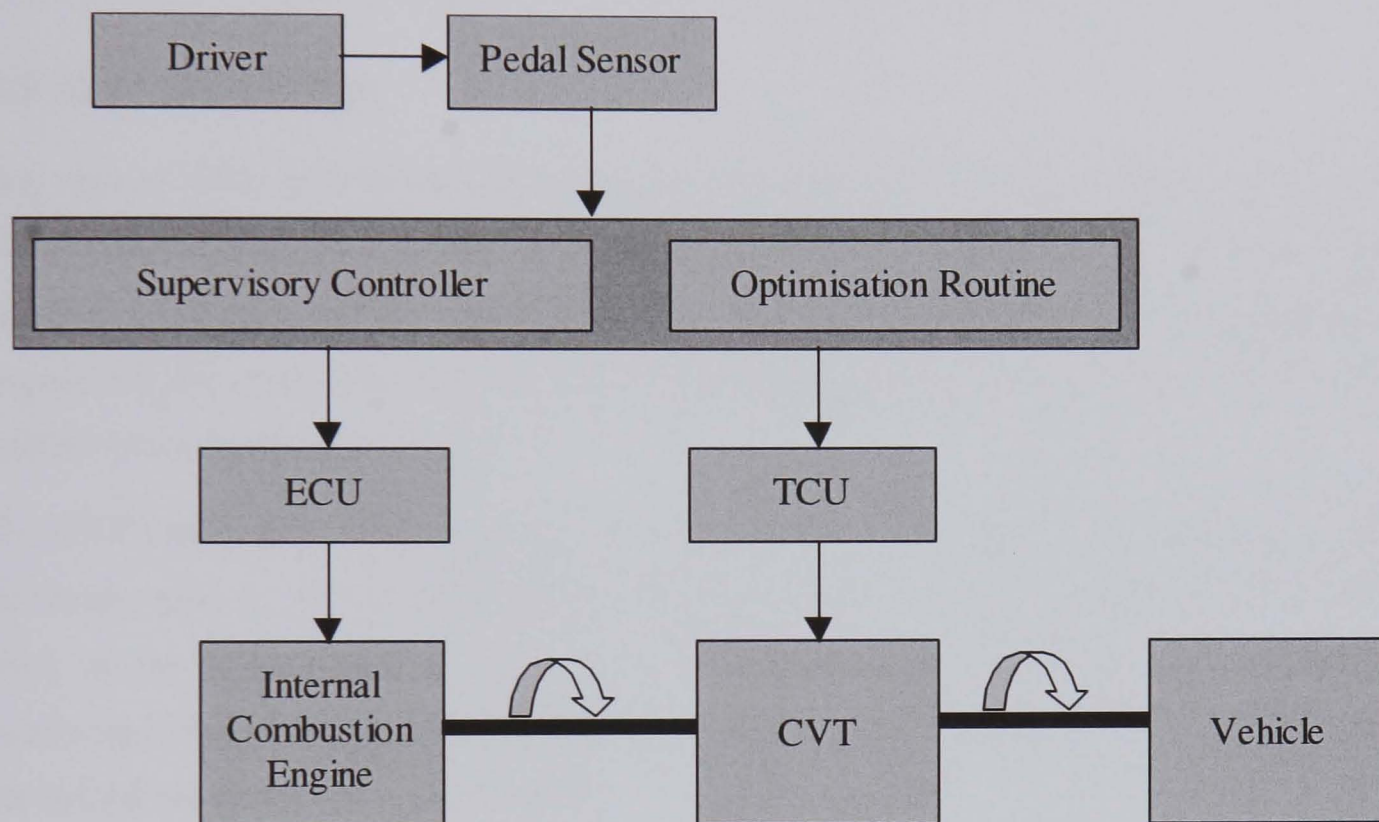 Driver
Pedal Sensor
Supervisory Controller
Optimisation Routine
ECU
TCU
Internal
Combustion
Engine
CVT
Vehicle